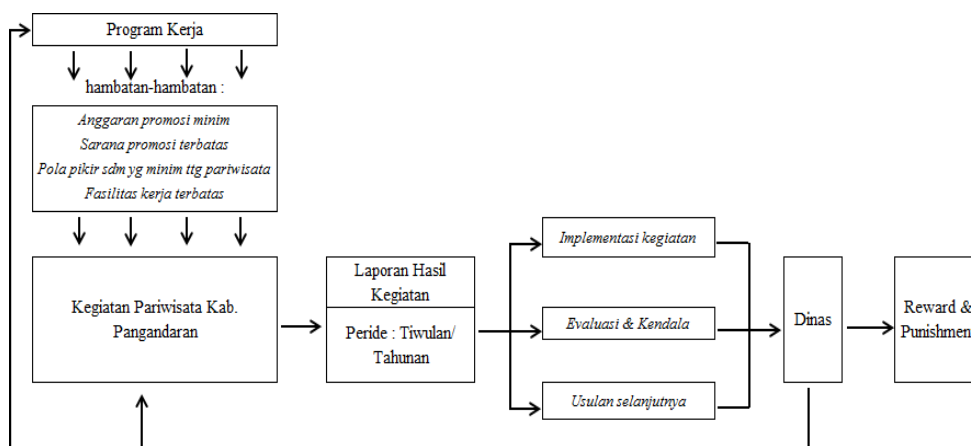 Program Kerja
hambatan-hambatan :
Anggaran promosi minim
Sarana promosi terbatas
Pola pikir sdm yg minim ttg pariwisata
Fasilitas kerja terbatas
Kegiatan Pariwisata Kab.
Pangandaran
Laporan Hasil
Kegiatan
Peride : Tiwulan/
Tahunan
Implementasi kegiatan
Evaluasi & Kendala
Usulan selanjutnya
Dinas
Reward &
Punishmen